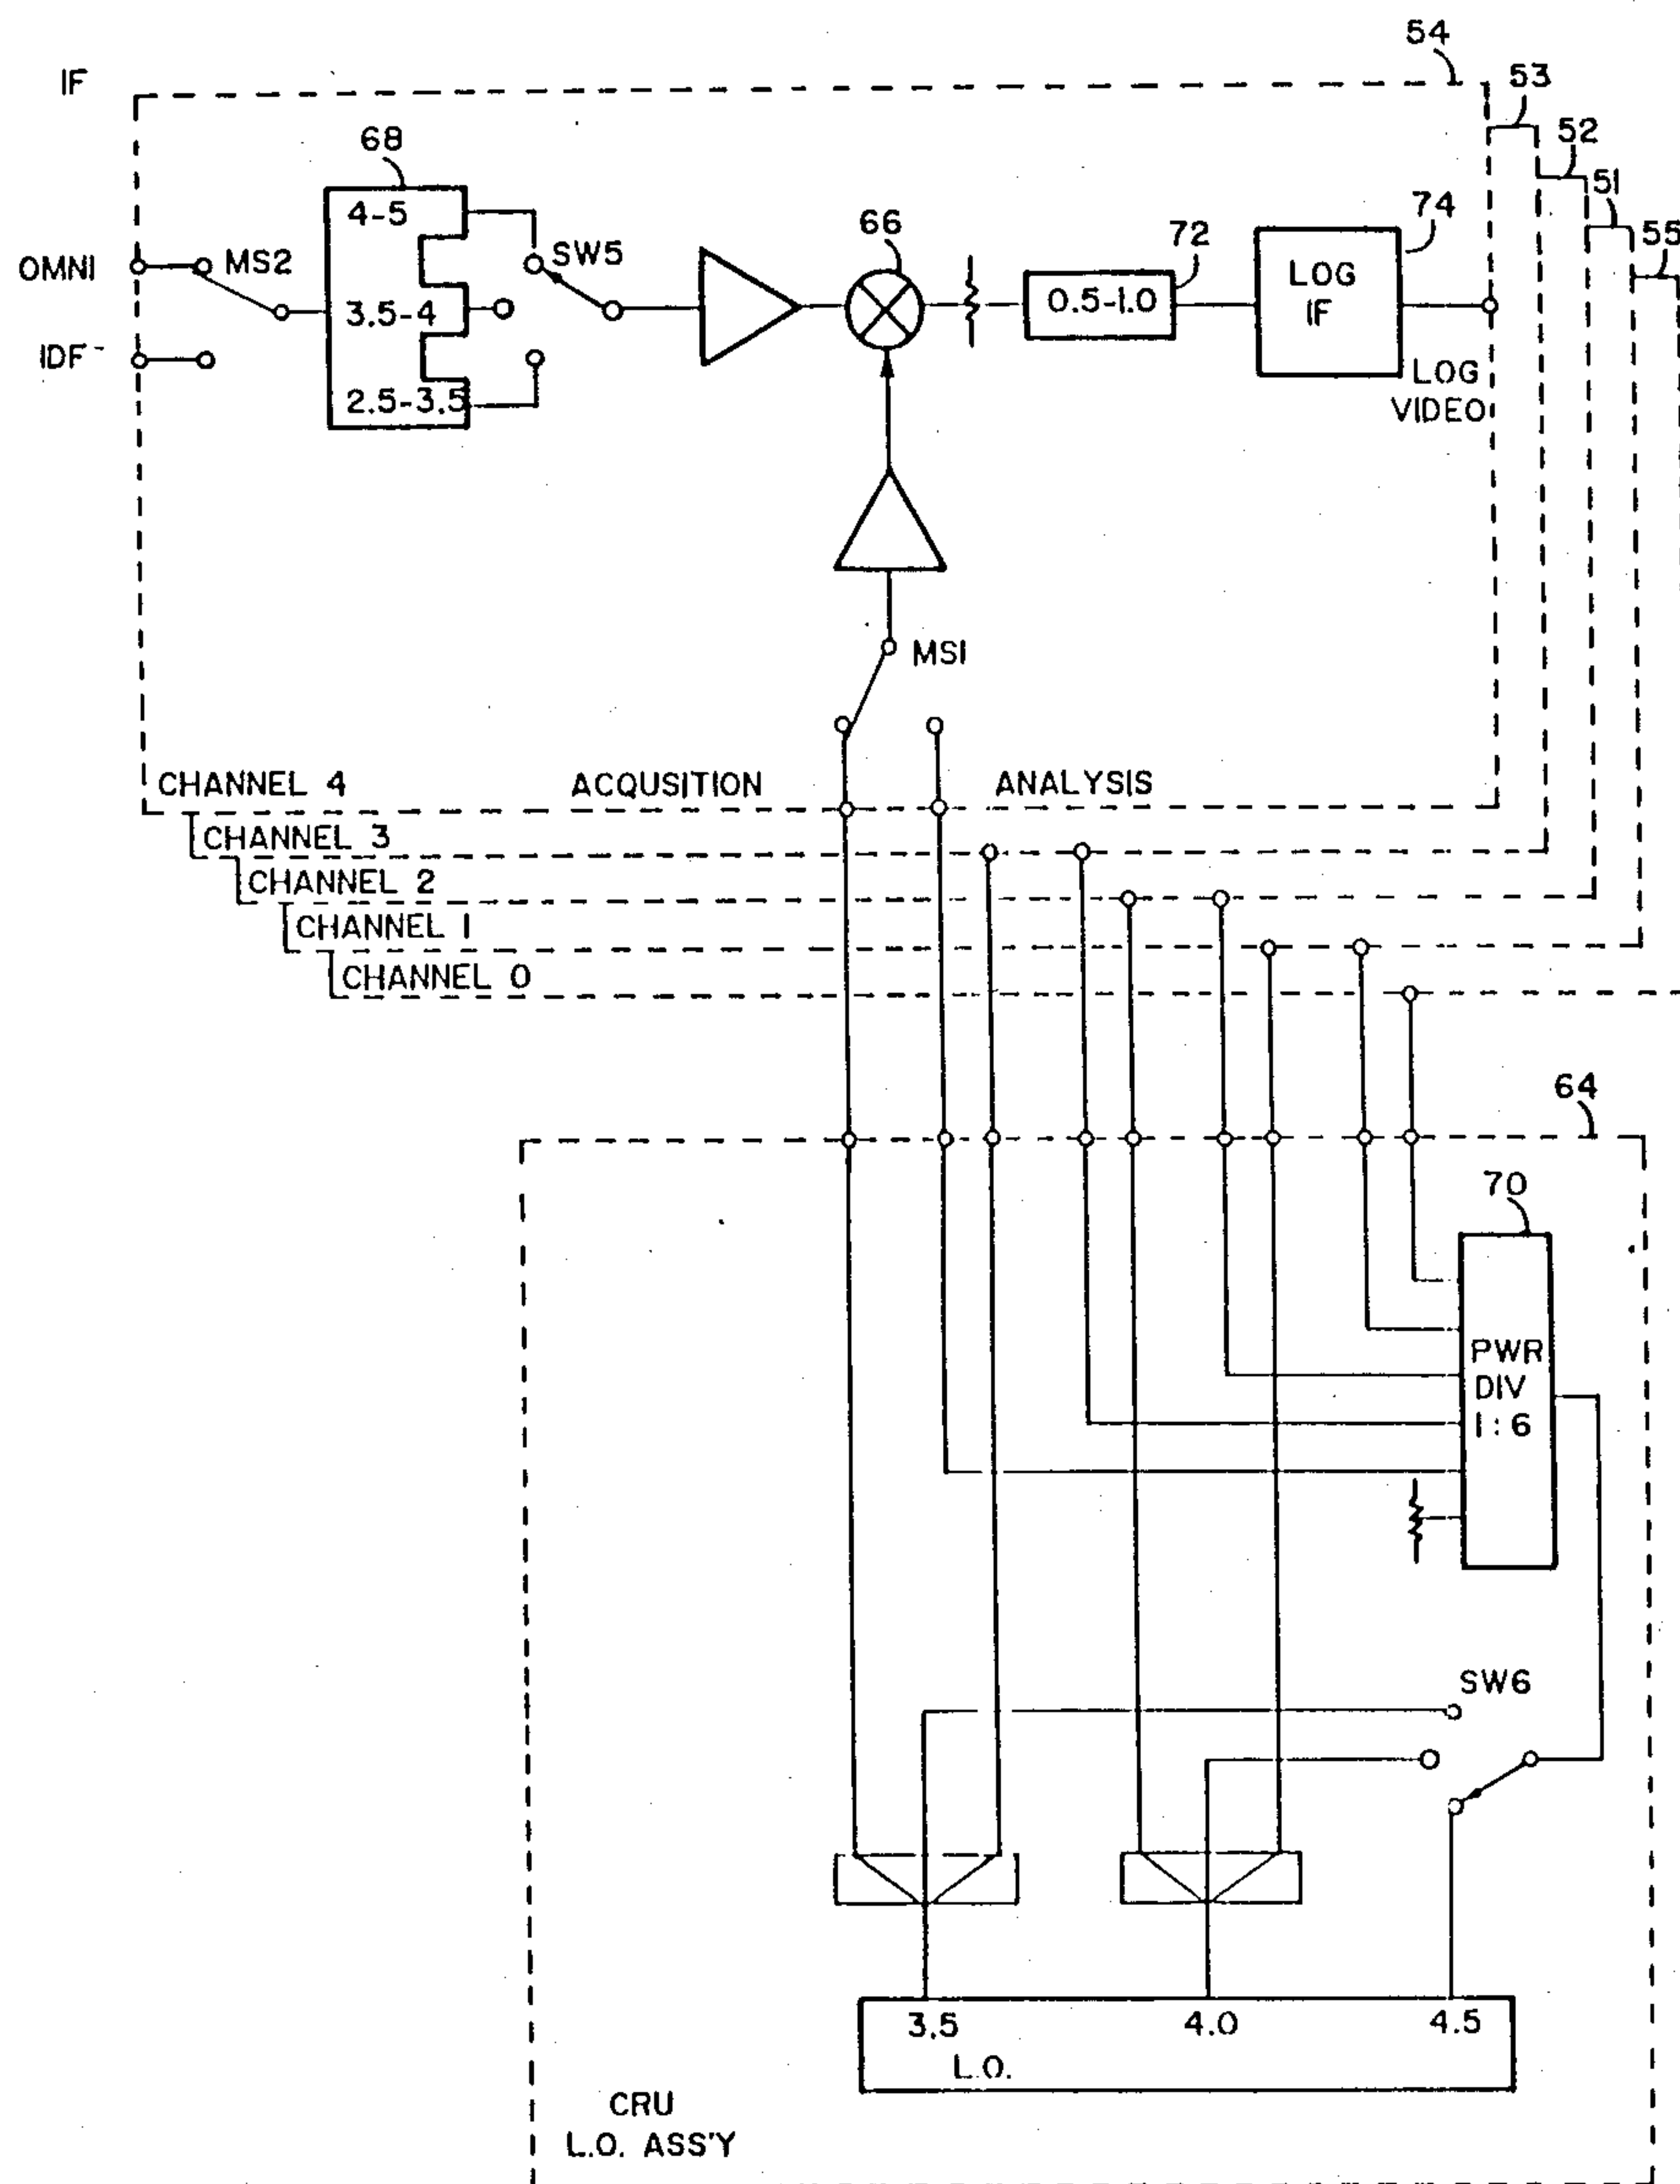 54
IF
53
52
68
51
4-5
74
66
72
55
SW5
OMNI
MS2
LOG
IF
3.5-4
0.5-1.0
IDF
2.5-3.5
LOG
VIDEO
MS1
CHANNEL 4
ACQUSITION
ANALYSIS
CHANNEL 3
CHANNEL 2
CHANNEL 1
CHANNEL 0
64
70
PWR
DIV
1:6
SW6
3.5
4.0
4.5
L.O.
CRU
L.O. ASS'Y